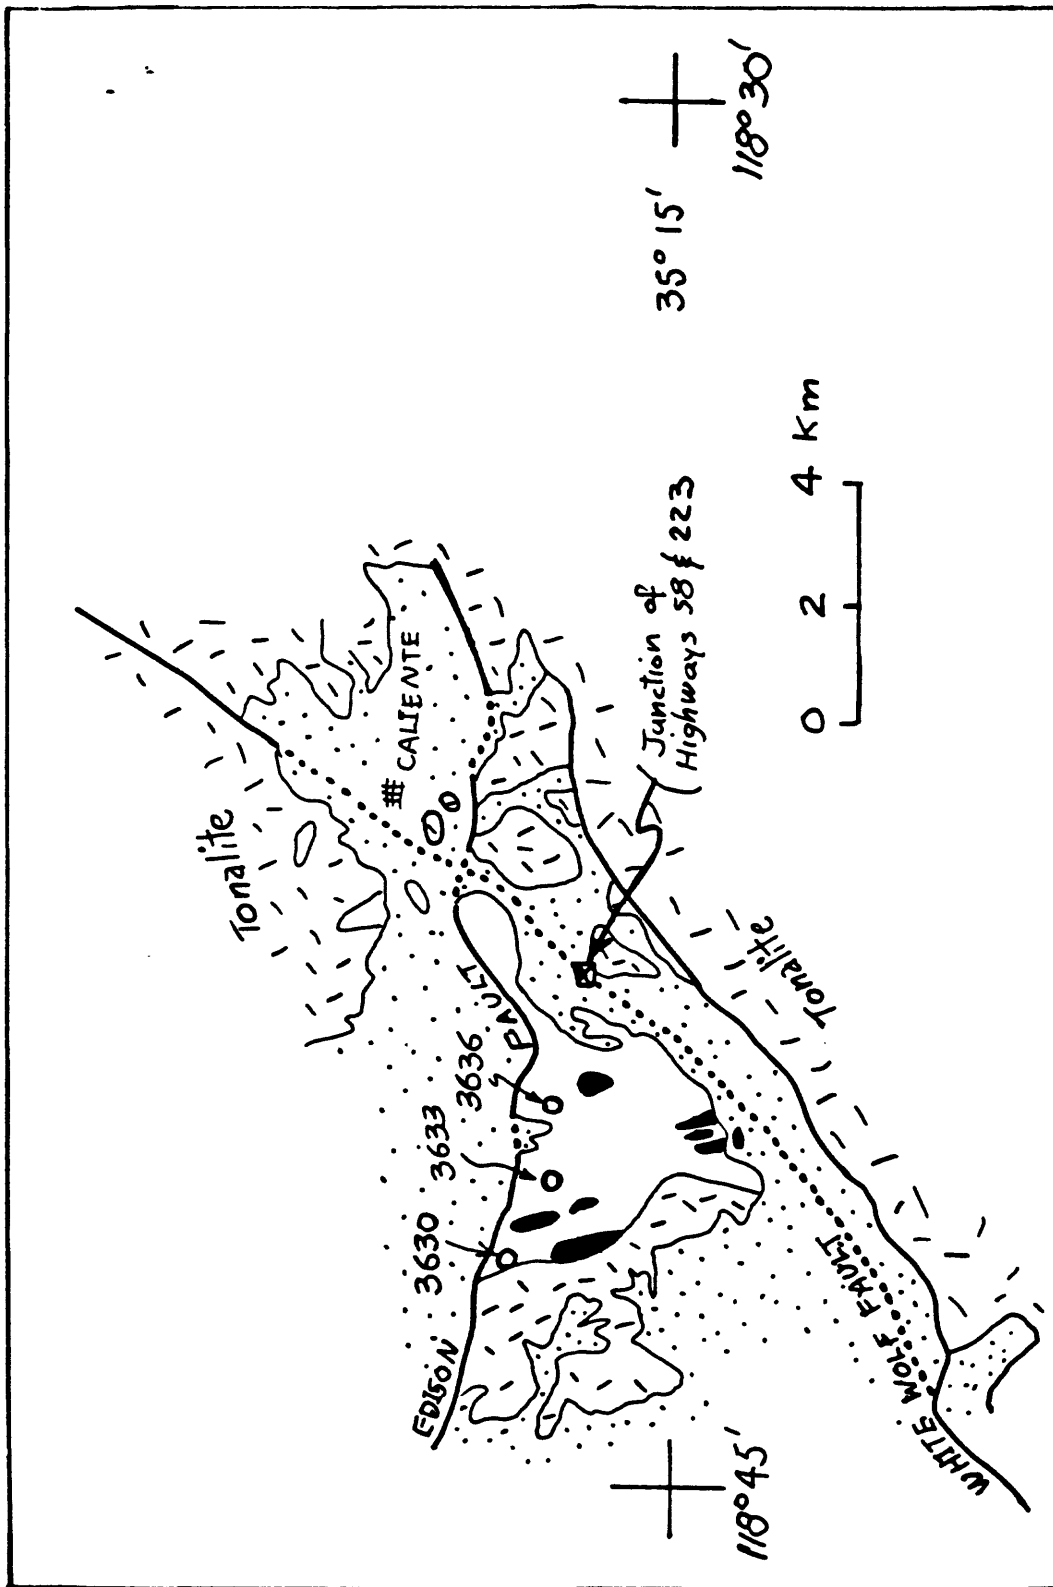 Tonalite
CALIENTE
EDISON
FAULT
3630
3633
3636
Junction of
Highways 58 & 223
Tonalite
WHITE WOLF FAULT
35° 15'
118° 30'
118° 45'
0 2 4 Km